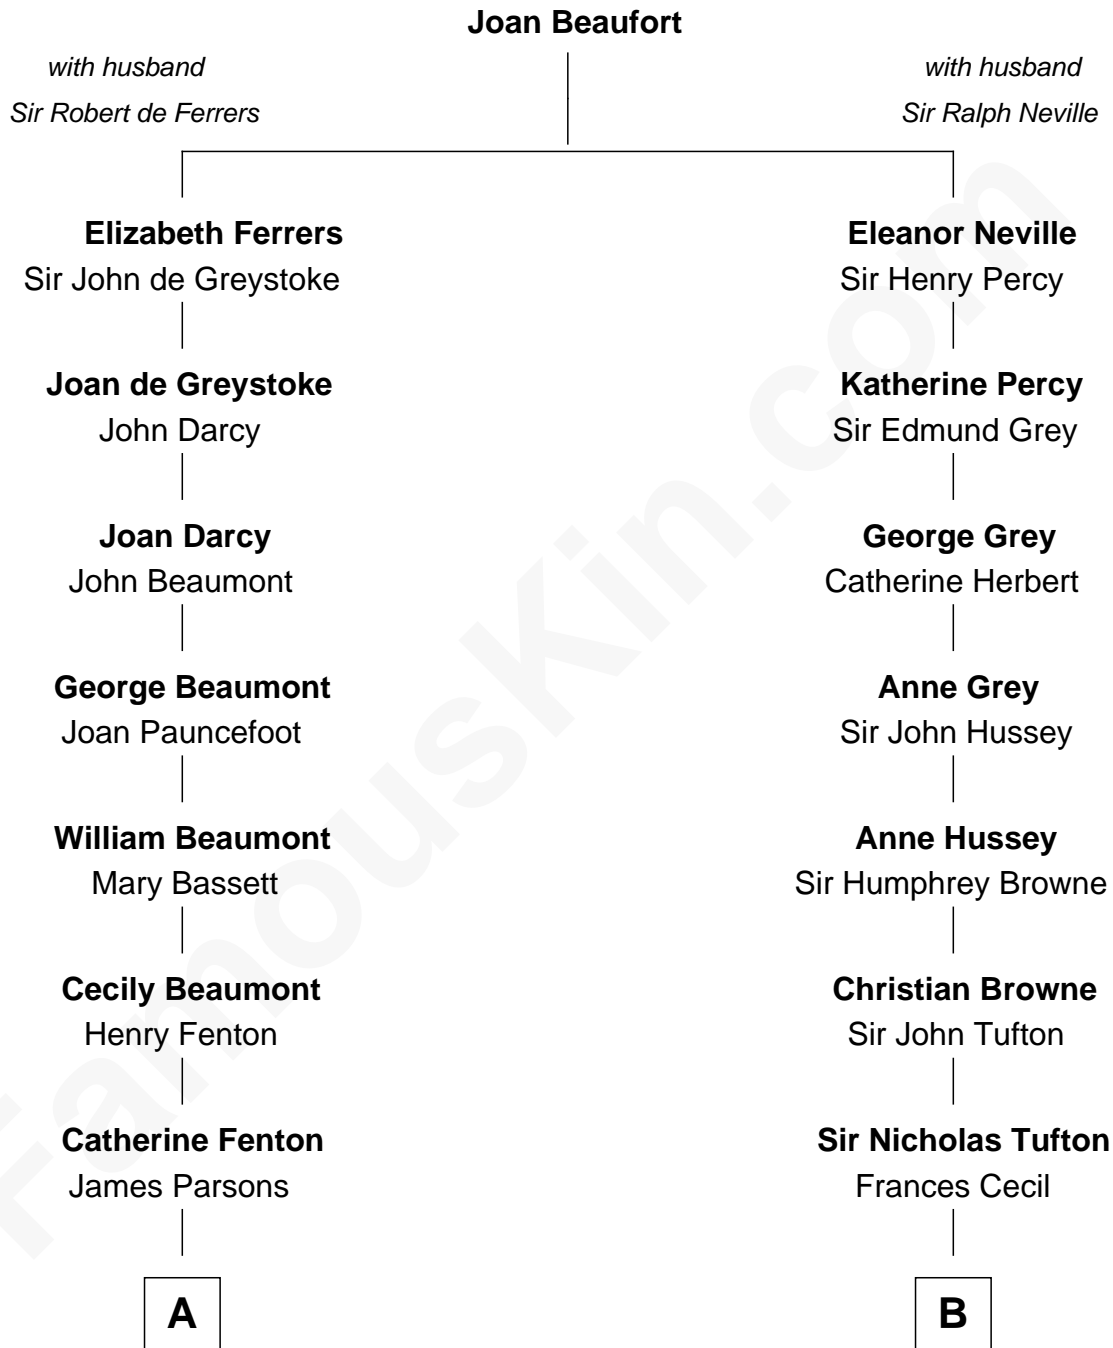 Joan Beaufort
with husband
Sir Robert de Ferrers
with husband
Sir Ralph Neville
Elizabeth Ferrers
Sir John de Greystoke
Eleanor Neville
Sir Henry Percy
Joan de Greystoke
John Darcy
Katherine Percy
Sir Edmund Grey
Joan Darcy
John Beaumont
George Grey
Catherine Herbert
George Beaumont
Joan Pauncefoot
Anne Grey
Sir John Hussey
William Beaumont
Mary Bassett
Anne Hussey
Sir Humphrey Browne
Cecily Beaumont
Henry Fenton
Christian Browne
Sir John Tufton
Catherine Fenton
James Parsons
Sir Nicholas Tufton
Frances Cecil
A
B
FamousKin.com